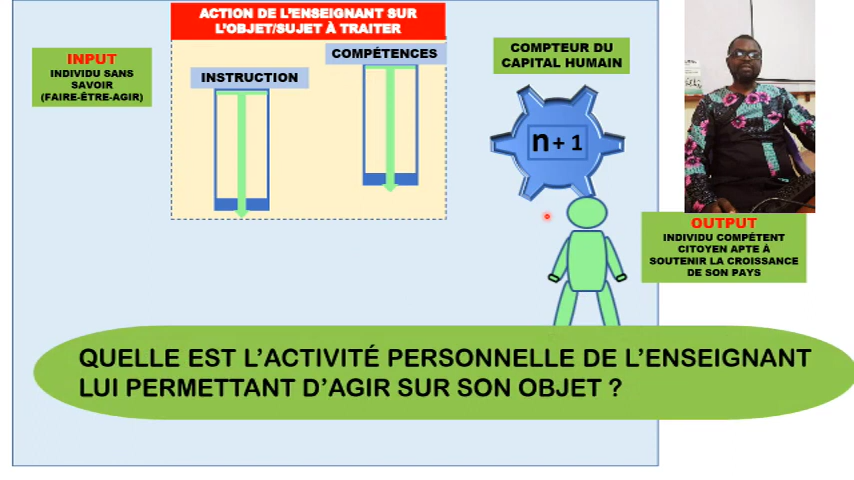 ACTION DE L'ENSEIGNANT SUR
L'OBJET/SUJET À TRAITER
INPUT
INDIVIDU SANS
SAVOIR
(FAIRE-ÊTRE-AGIR)
INSTRUCTION
COMPÉTENCES
COMPTEUR DU
CAPITAL HUMAIN
n + 1
OUTPUT
INDIVIDU COMPÉTENT
CITOYEN APTE À
SOUTENIR LA CROISSANCE
DE SON PAYS
QUELLE EST L'ACTIVITÉ PERSONNELLE DE L'ENSEIGNANT
LUI PERMETTANT D'AGIR SUR SON OBJET ?